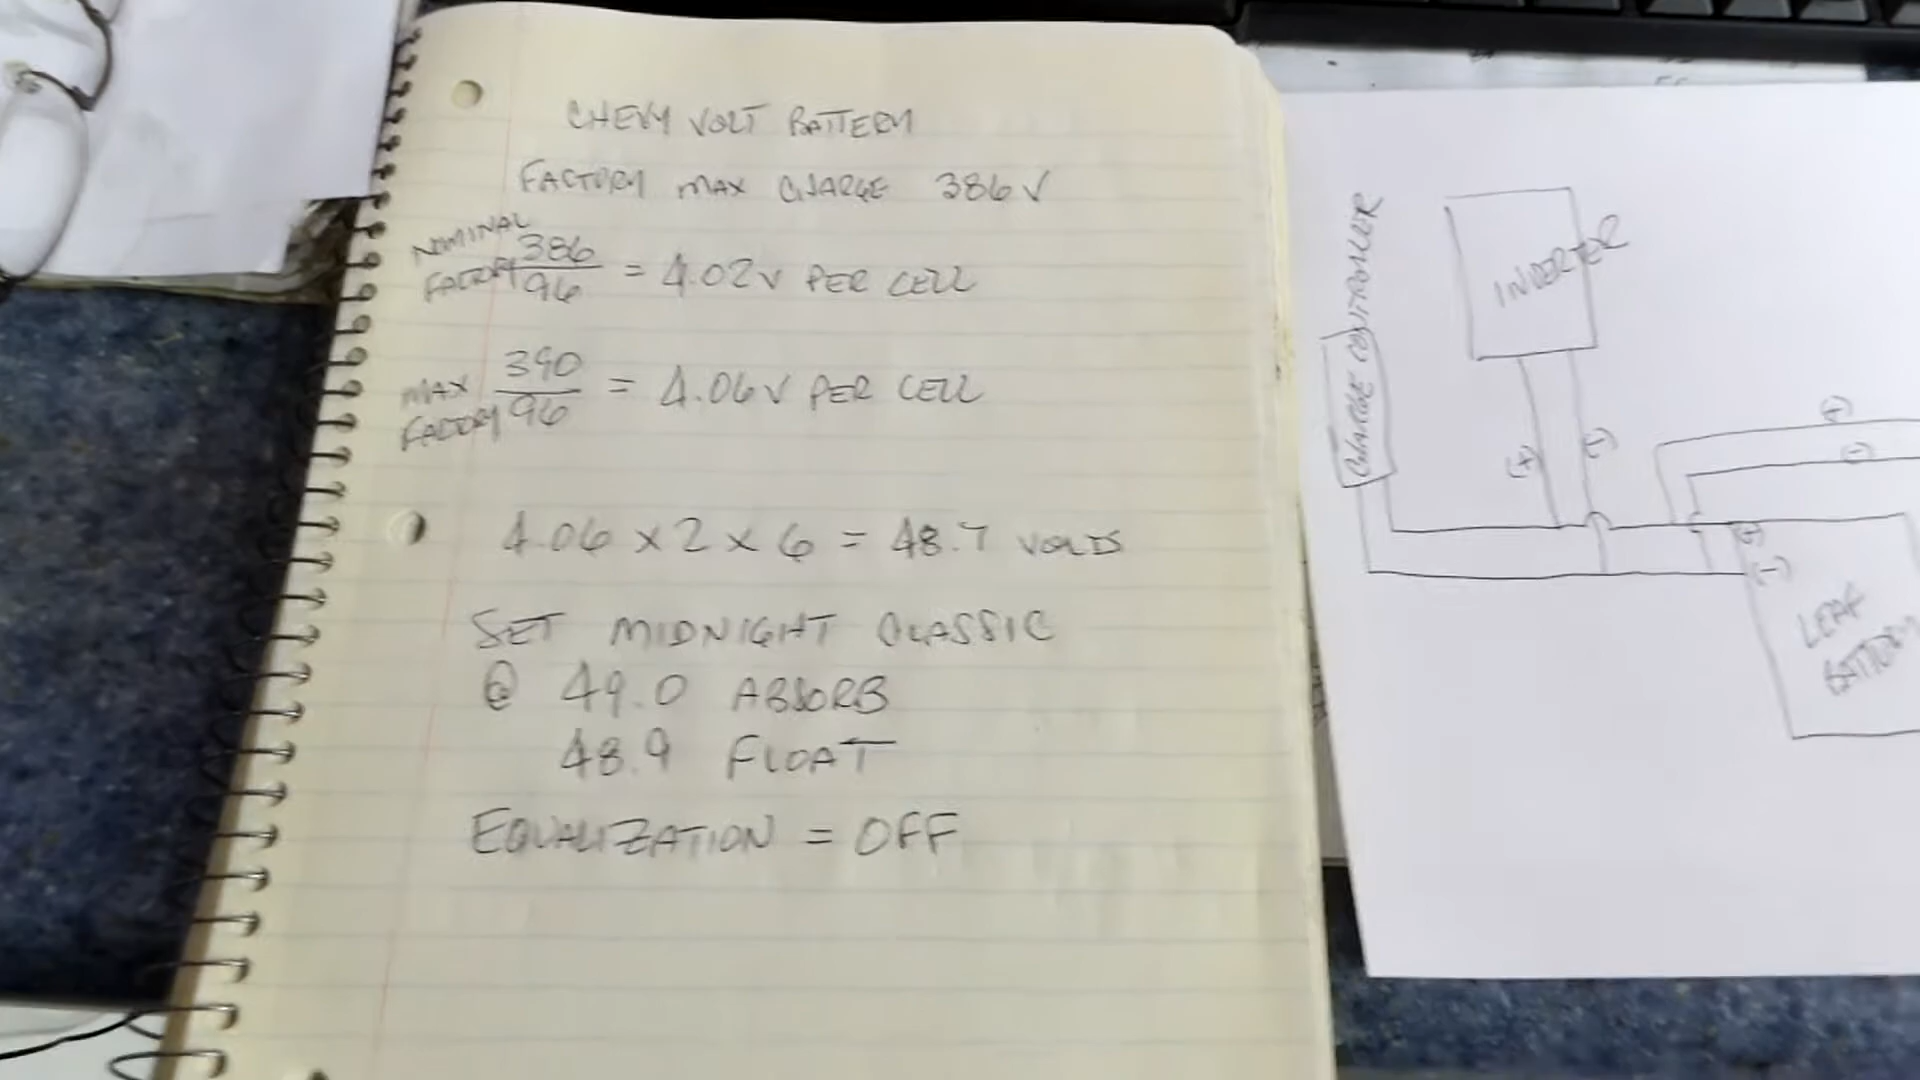 CHEVY VOLT BATTERY
FACTORY MAX CHARGE 386 V
NOMINAL
FACTORY 386/96 = 4.02V PER CELL
MAX
FACTORY 390/96 = 4.06V PER CELL
4.06 x 2 x 6 = 48.7 VOLTS
SET MIDNIGHT CLASSIC
@ 49.0 ABSORB
48.9 FLOAT
EQUALIZATION = OFF
CHARGE CONTROLLER
INVERTER
(+) (-)
(+)
(-)
(+)
(-)
LEAF
BATTERY